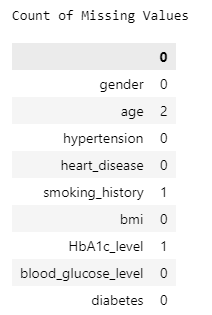 Count of Missing Values
0
gender 0
age 2
hypertension 0
heart_disease 0
smoking_history 1
bmi 0
HbA1c_level 1
blood_glucose_level 0
diabetes 0